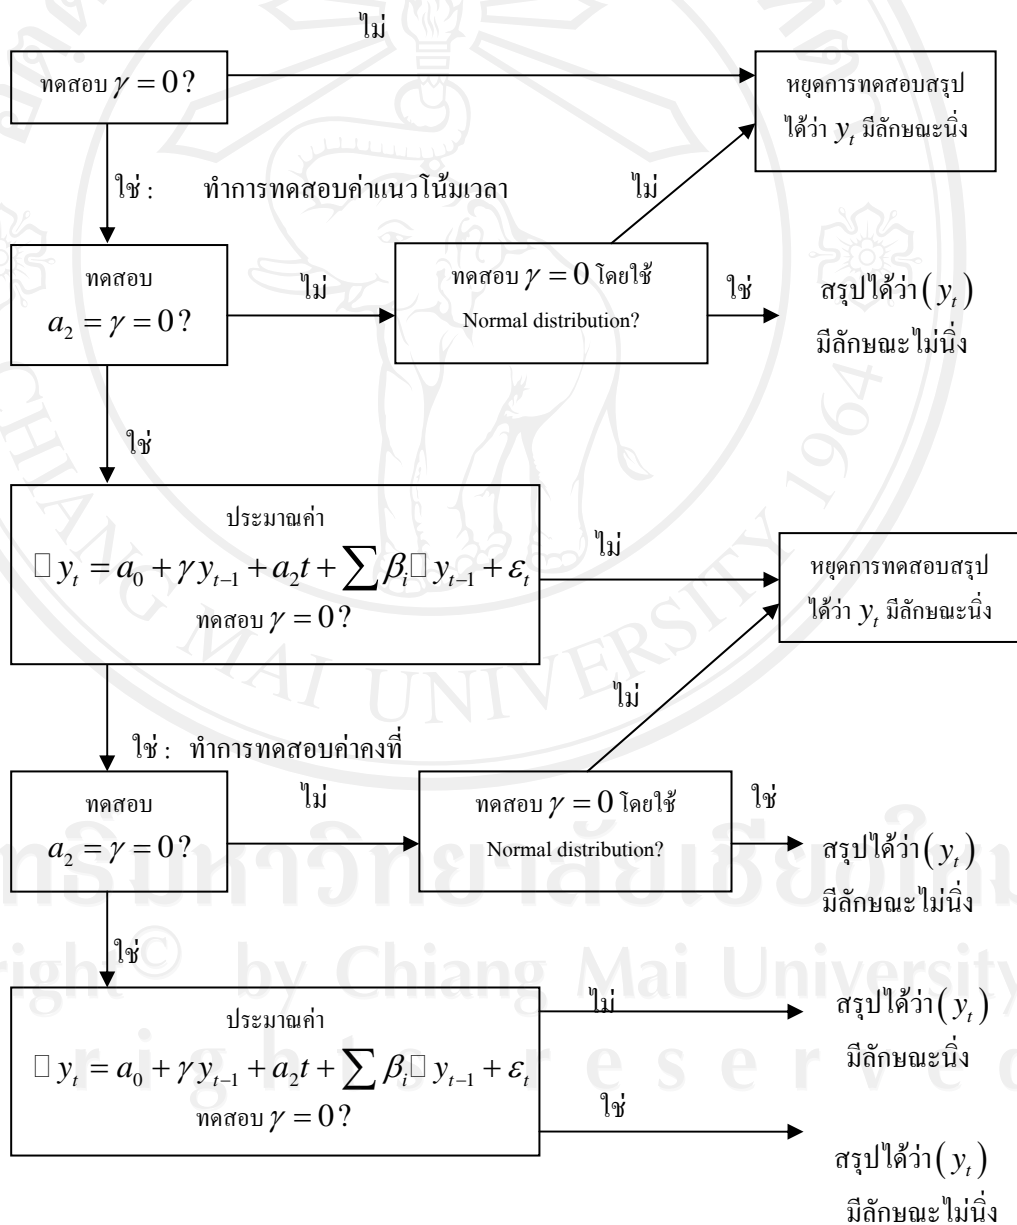 ไม่
ทดสอบ γ = 0?
หยุดการทดสอบสรุป
ได้ว่า y_t มีลักษณะนิ่ง
ใช่ : ทำการทดสอบค่าแนวโน้มเวลา
ไม่
ทดสอบ
a_2 = γ = 0?
ไม่
ทดสอบ γ = 0 โดยใช้
Normal distribution?
ใช่
สรุปได้ว่า (y_t)
มีลักษณะไม่นิ่ง
ใช่
ประมาณค่า
□ y_t = a_0 + γ y_{t−1} + a_2 t + ∑ β_i □ y_{t−1} + ε_t
ทดสอบ γ = 0?
ไม่
หยุดการทดสอบสรุป
ได้ว่า y_t มีลักษณะนิ่ง
ไม่
ใช่ : ทำการทดสอบค่าคงที่
ทดสอบ
a_2 = γ = 0?
ไม่
ทดสอบ γ = 0 โดยใช้
Normal distribution?
ใช่
สรุปได้ว่า (y_t)
มีลักษณะไม่นิ่ง
ใช่
ประมาณค่า
□ y_t = a_0 + γ y_{t−1} + a_2 t + ∑ β_i □ y_{t−1} + ε_t
ทดสอบ γ = 0?
ไม่
สรุปได้ว่า (y_t)
มีลักษณะนิ่ง
ใช่
สรุปได้ว่า (y_t)
มีลักษณะไม่นิ่ง
CHIANG MAI UNIVERSITY 1964
© by Chiang Mai University
rights reserved